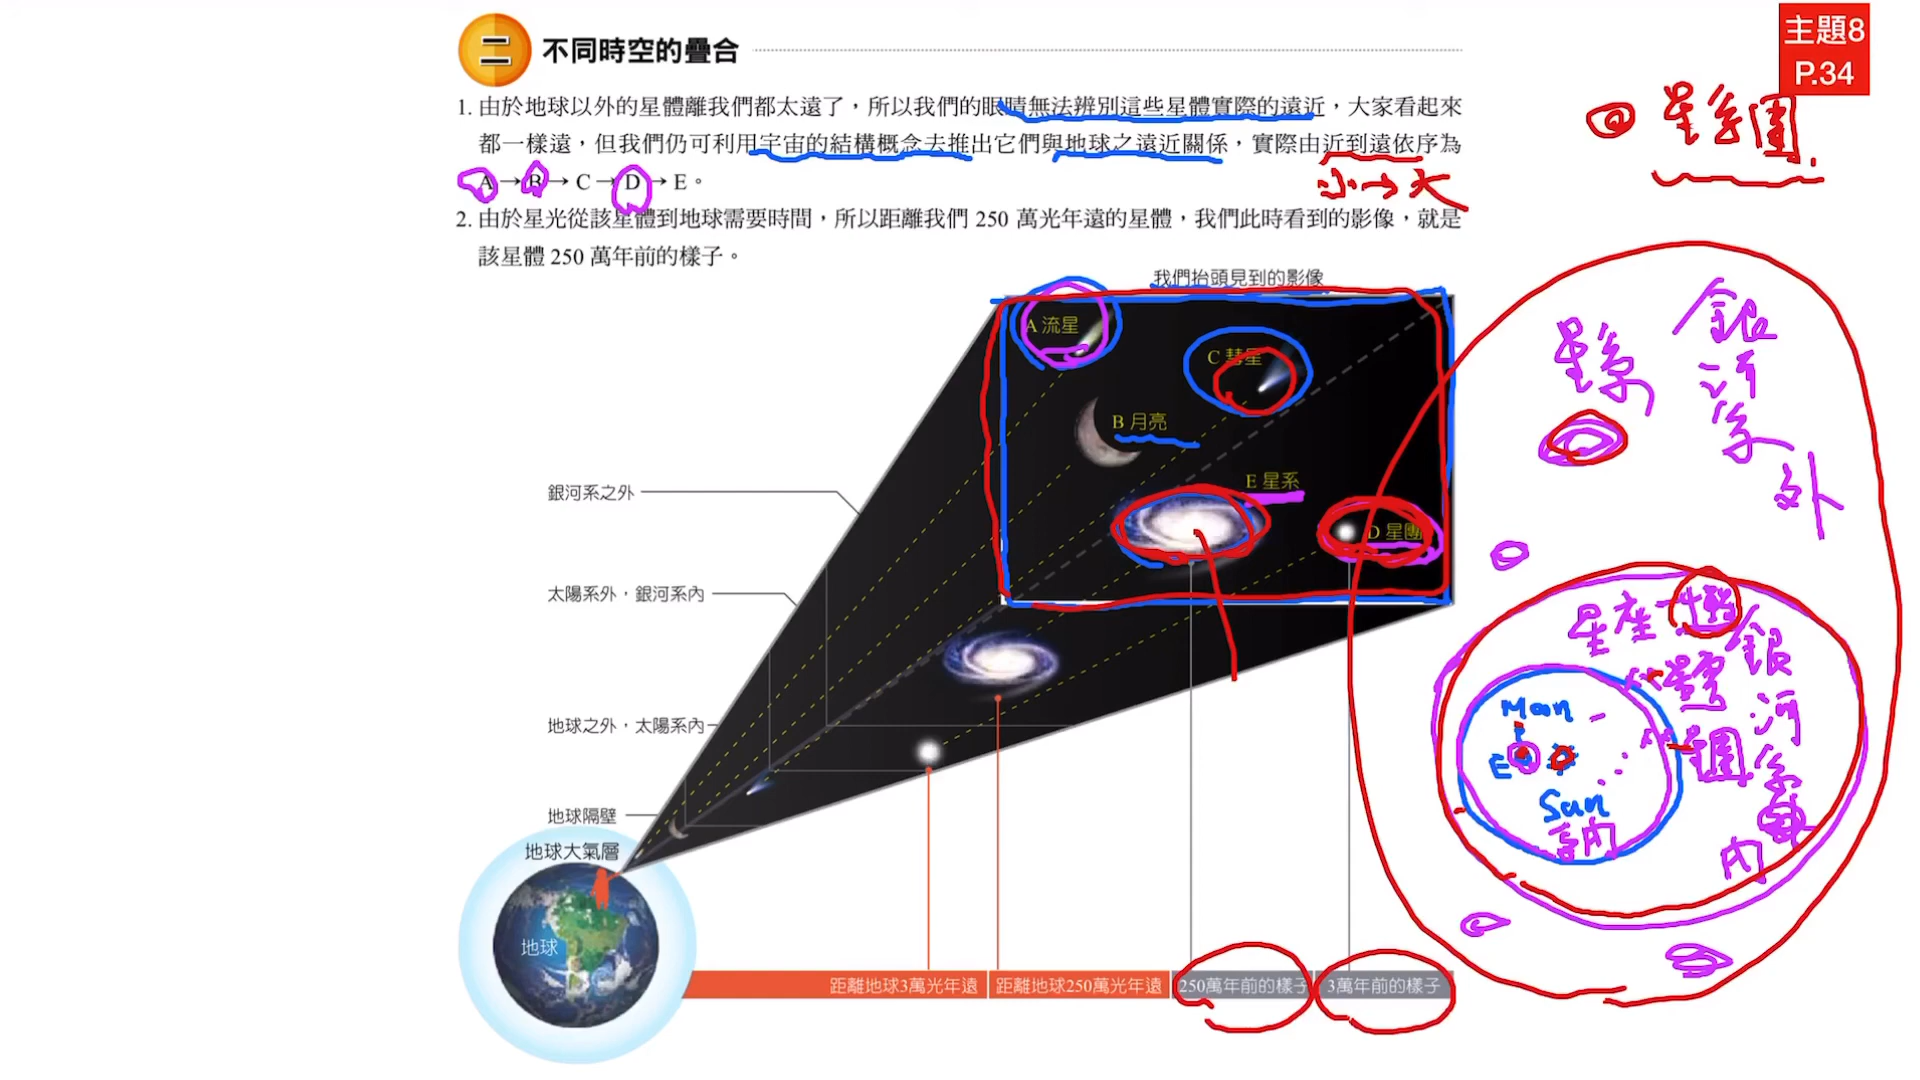 二 不同時空的疊合
主題8
P.34
1. 由於地球以外的星體離我們都太遠了，所以我們的眼睛無法辨別這些星體實際的遠近，大家看起來
都一樣遠，但我們仍可利用宇宙的結構概念去推出它們與地球之遠近關係，實際由近到遠依序為
A→B→C→D→E。
小→大
星系團
2. 由於星光從該星體到地球需要時間，所以距離我們 250 萬光年遠的星體，我們此時看到的影像，就是
該星體 250 萬年前的樣子。
我們抬頭見到的影像
A 流星
C 彗星
B 月亮
E 星系
D 星團
銀河系之外
太陽系外，銀河系內
地球之外，太陽系內
地球隔壁
地球大氣層
地球
星系
銀河系外
星座
銀河系
內
星團
Moon
E
Sun
系內
距離地球3萬光年遠
距離地球250萬光年遠
250萬年前的樣子
3萬年前的樣子